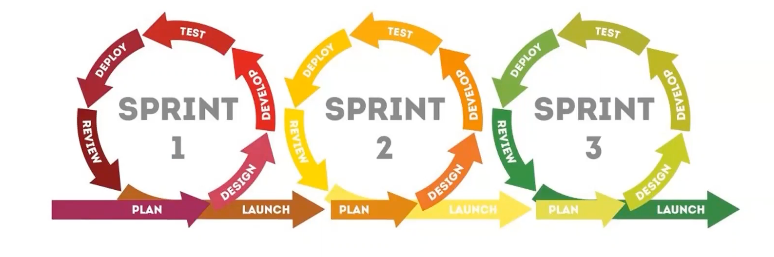 SPRINT
1
PLAN
DESIGN
DEVELOP
TEST
DEPLOY
REVIEW
LAUNCH
SPRINT
2
PLAN
DESIGN
DEVELOP
TEST
DEPLOY
REVIEW
LAUNCH
SPRINT
3
PLAN
DESIGN
DEVELOP
TEST
DEPLOY
REVIEW
LAUNCH